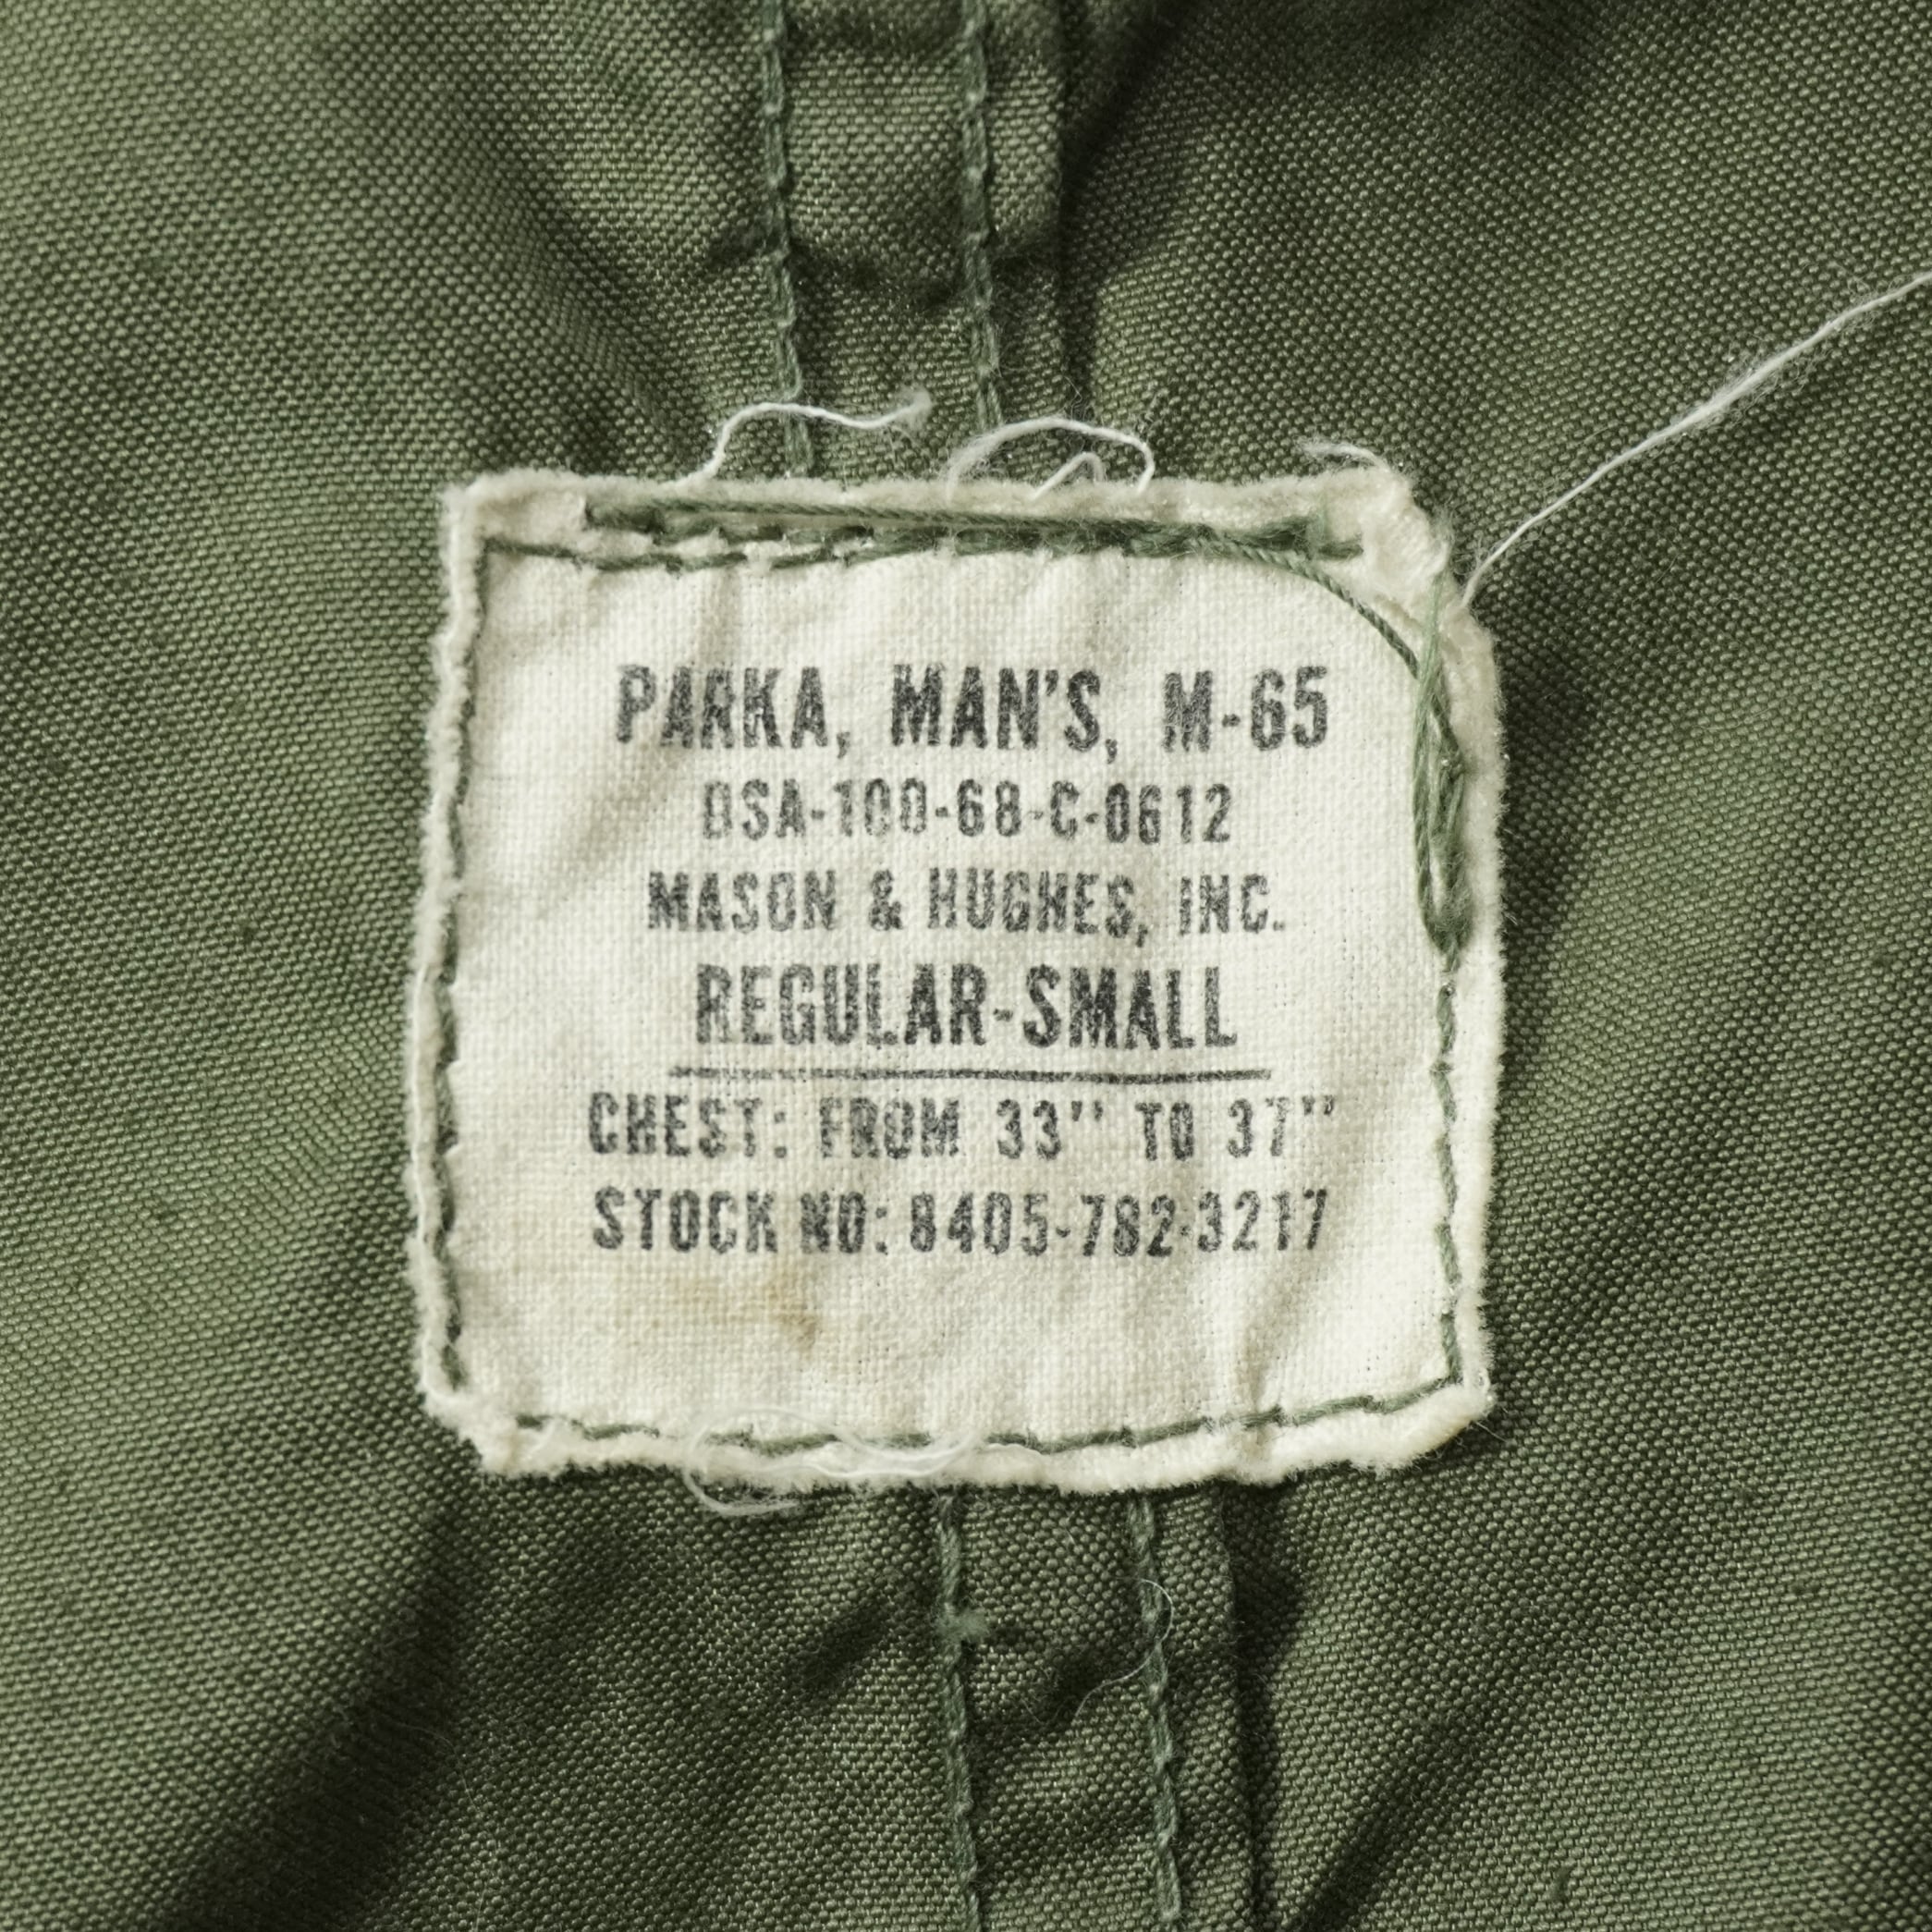 PARKA, MAN'S, M-65
DSA-100-68-C-0612
MASON & HUGHES, INC.
REGULAR-SMALL
CHEST: FROM 33" TO 37"
STOCK NO: 8405-782-3217